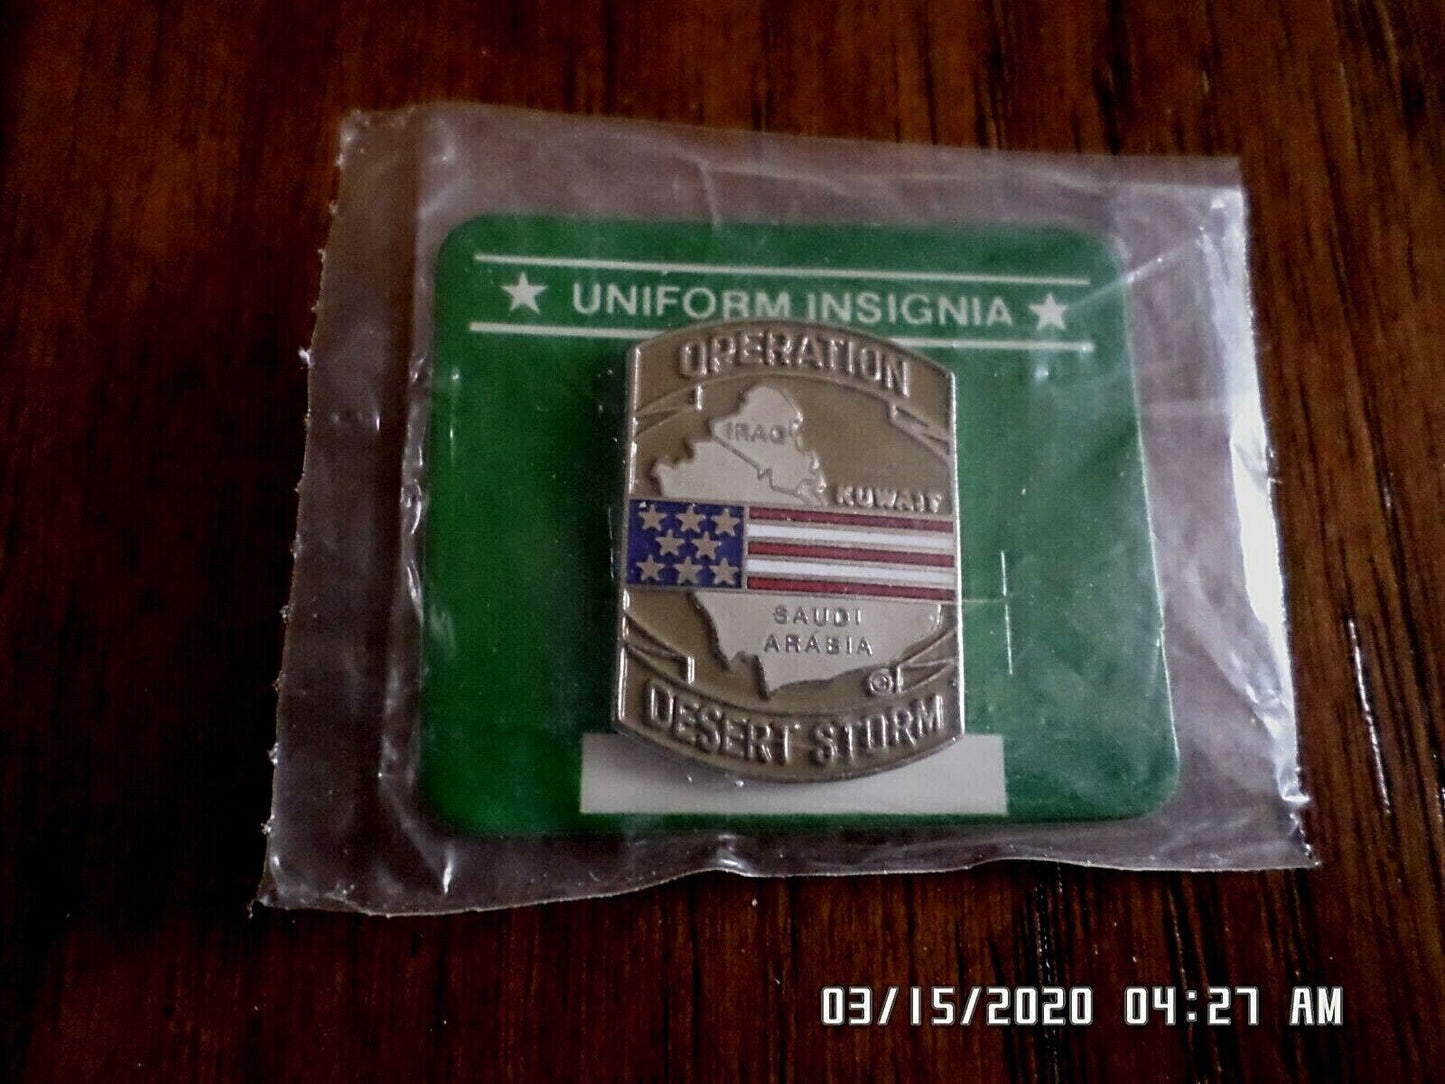 ★ UNIFORM INSIGNIA ★
OPERATION
IRAQ
KUWAIT
SAUDI
ARABIA
©
DESERT STORM
03/15/2020 04:27 AM